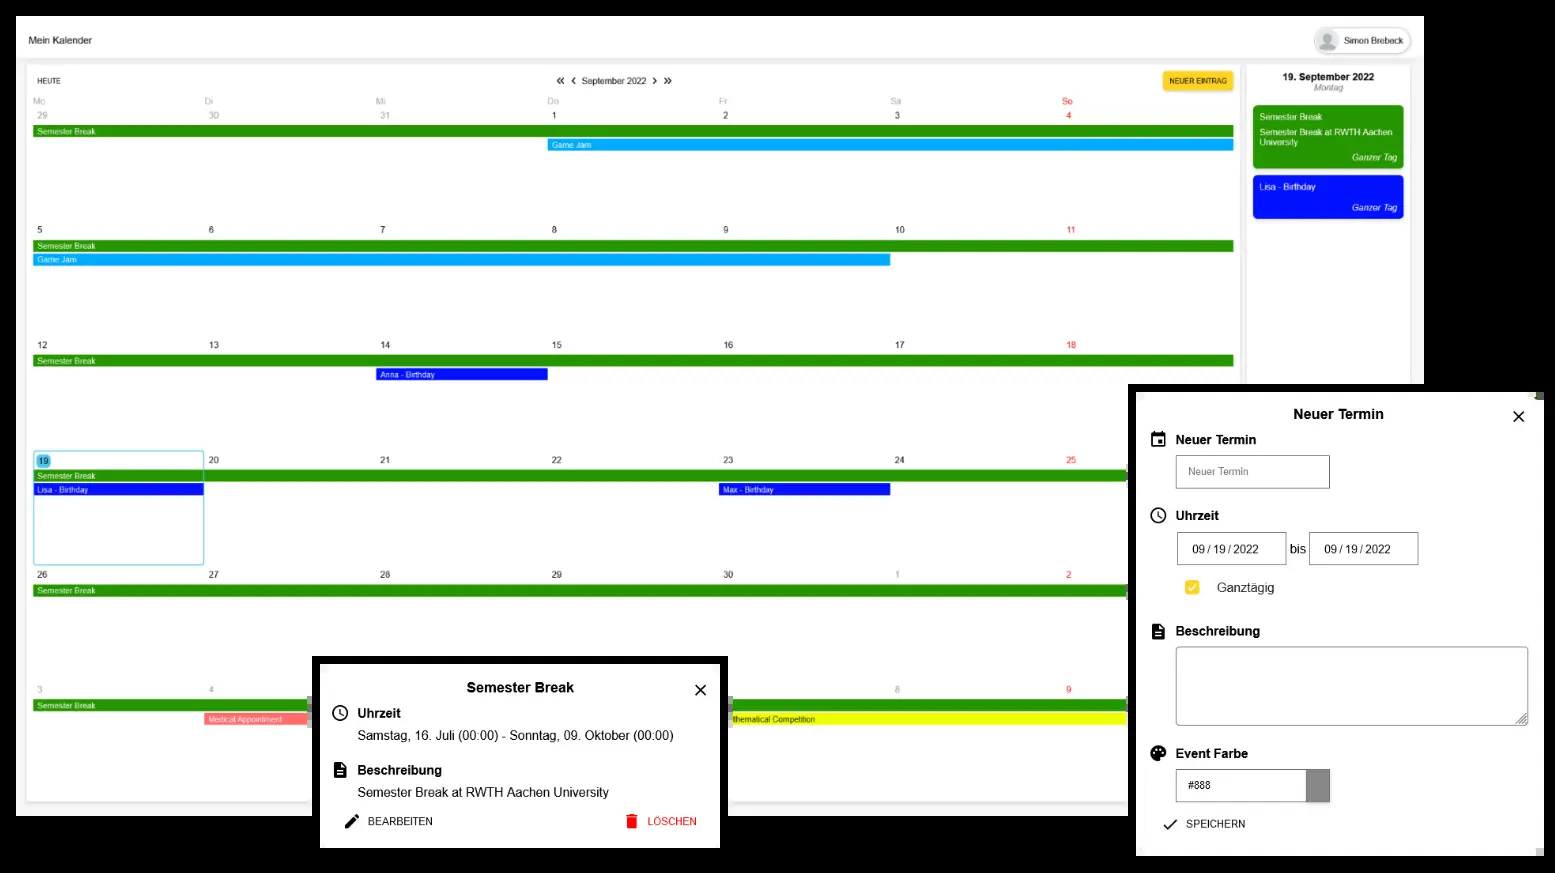 Mein Kalender
Simon Brebeck
HEUTE
« ‹ September 2022 › »
NEUER EINTRAG
Mo Di Mi Do Fr Sa So
29 30 31 1 2 3 4
Semester Break
Game Jam
5 6 7 8 9 10 11
Semester Break
Game Jam
12 13 14 15 16 17 18
Semester Break
Anna - Birthday
19 20 21 22 23 24 25
Semester Break
Lisa - Birthday Max - Birthday
26 27 28 29 30 1 2
Semester Break
3 4 8 9
Semester Break
Medical Appointment thematical Competition
19. September 2022
Montag
Semester Break
Semester Break at RWTH Aachen
University
Ganzer Tag
Lisa - Birthday
Ganzer Tag
Semester Break
Uhrzeit
Samstag, 16. Juli (00:00) - Sonntag, 09. Oktober (00:00)
Beschreibung
Semester Break at RWTH Aachen University
BEARBEITEN LÖSCHEN
Neuer Termin
Neuer Termin
Neuer Termin
Uhrzeit
09 / 19 / 2022 bis 09 / 19 / 2022
Ganztägig
Beschreibung
Event Farbe
#888
SPEICHERN